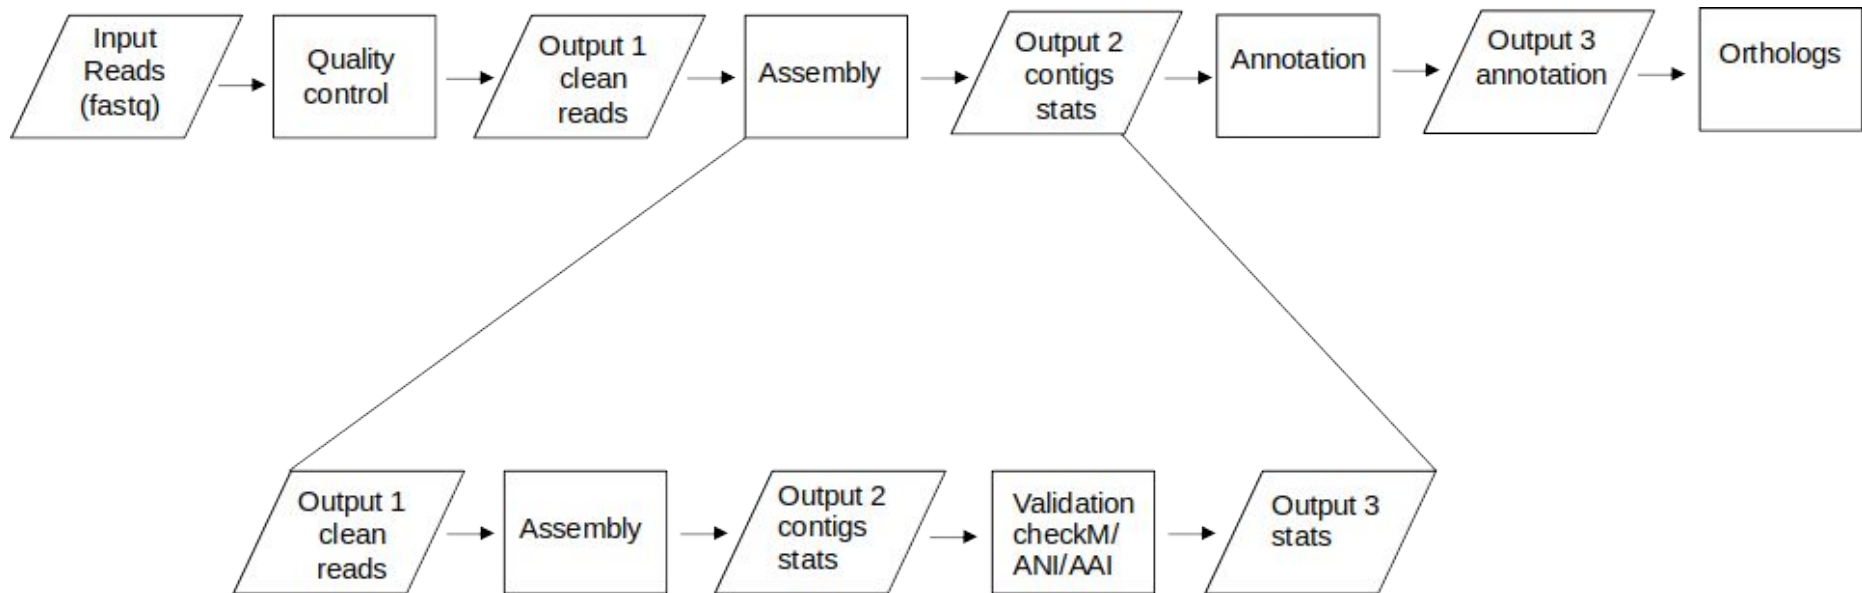 Input
Reads
(fastq)
Quality
control
Output 1
clean
reads
Assembly
Output 2
contigs
stats
Annotation
Output 3
annotation
Orthologs
Output 1
clean
reads
Assembly
Output 2
contigs
stats
Validation
checkM/
ANI/AAI
Output 3
stats